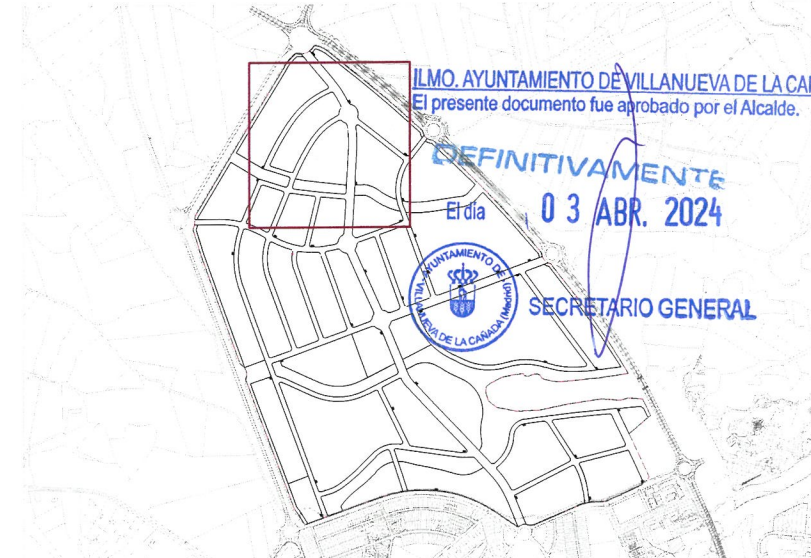 ILMO. AYUNTAMIENTO DE VILLANUEVA DE LA CAÑ
El presente documento fue aprobado por el Alcalde.
DEFINITIVAMENTE
El día 03 ABR. 2024
AYUNTAMIENTO DE
VILLANUEVA DE LA CAÑADA (Madrid)
SECRETARIO GENERAL